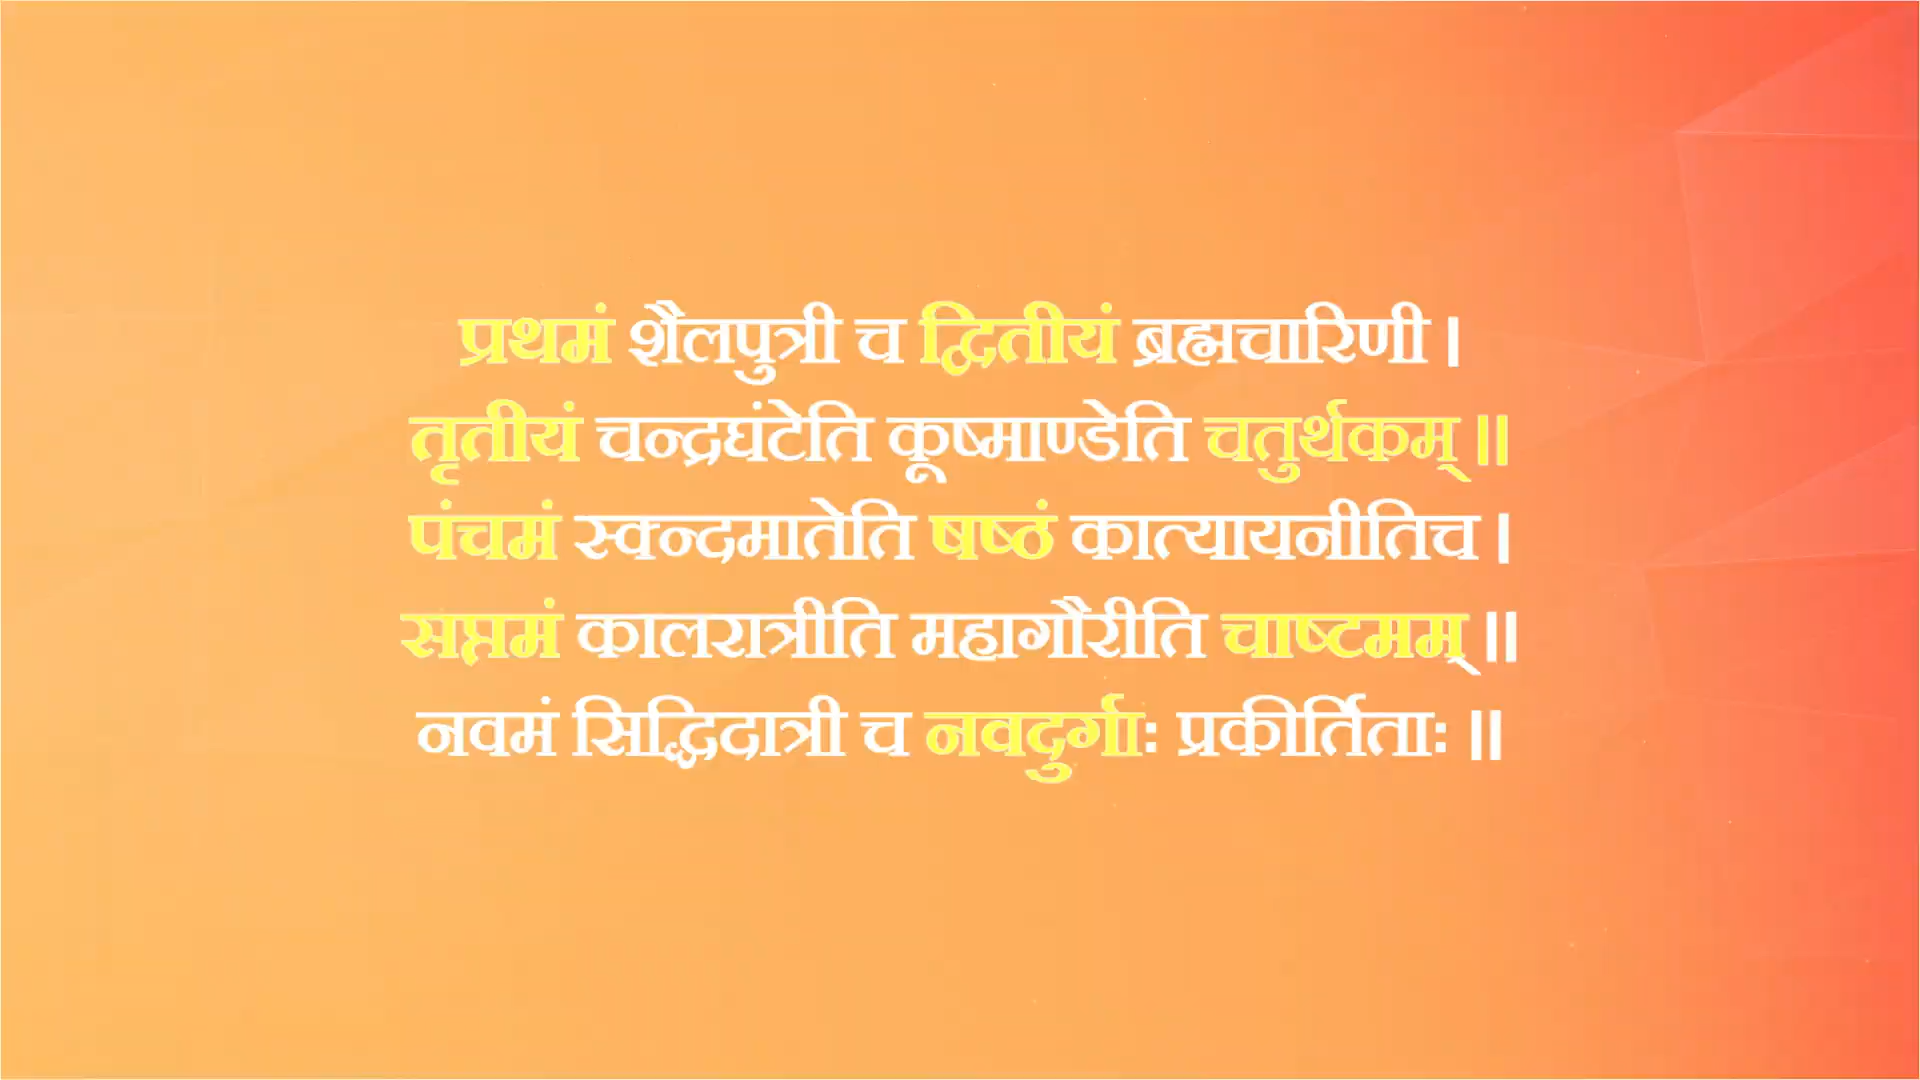 प्रथमं शैलपुत्री च द्वितीयं ब्रह्मचारिणी ।
तृतीयं चन्द्रघंटेति कूष्माण्डेति चतुर्थकम् ॥
पंचमं स्कन्दमातेति षष्ठं कात्यायनीतिच ।
सप्तमं कालरात्रीति महागौरीति चाष्टमम् ॥
नवमं सिद्धिदात्री च नवदुर्गाः प्रकीर्तिताः ॥